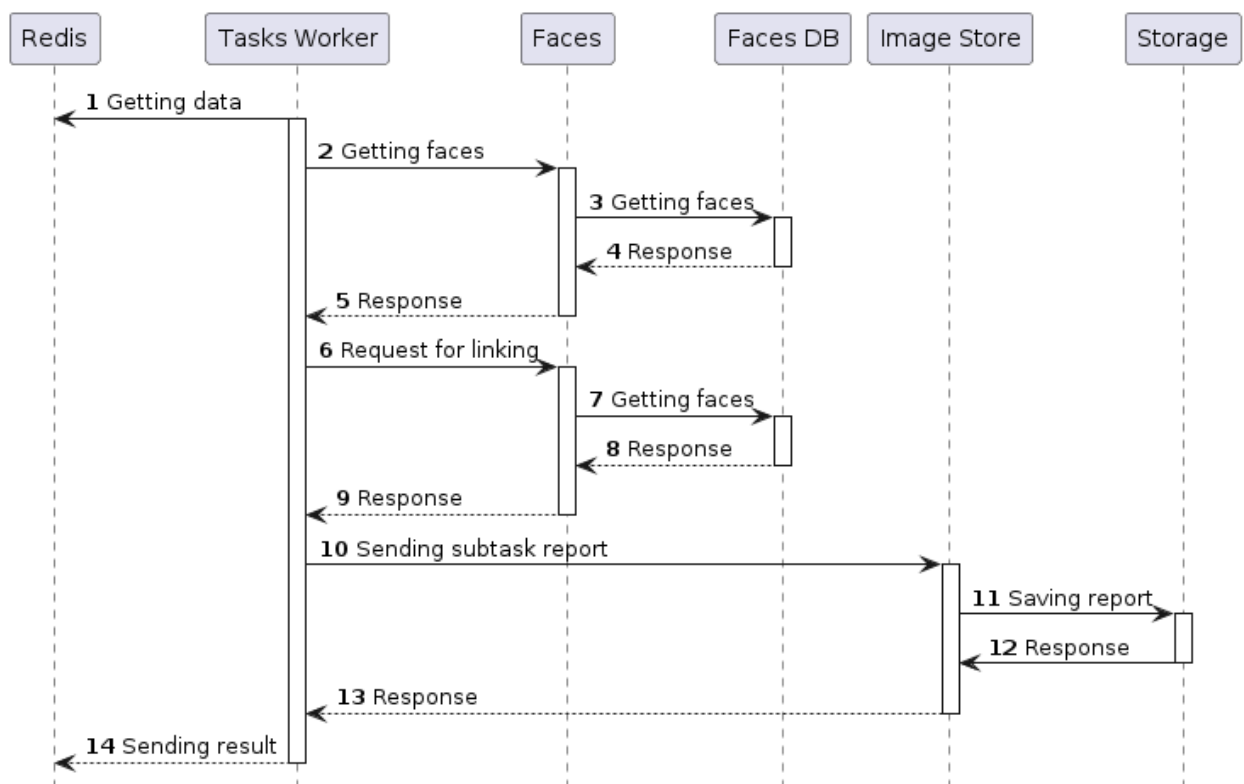 Redis
Tasks Worker
Faces
Faces DB
Image Store
Storage
1 Getting data
2 Getting faces
3 Getting faces
4 Response
5 Response
6 Request for linking
7 Getting faces
8 Response
9 Response
10 Sending subtask report
11 Saving report
12 Response
13 Response
14 Sending result